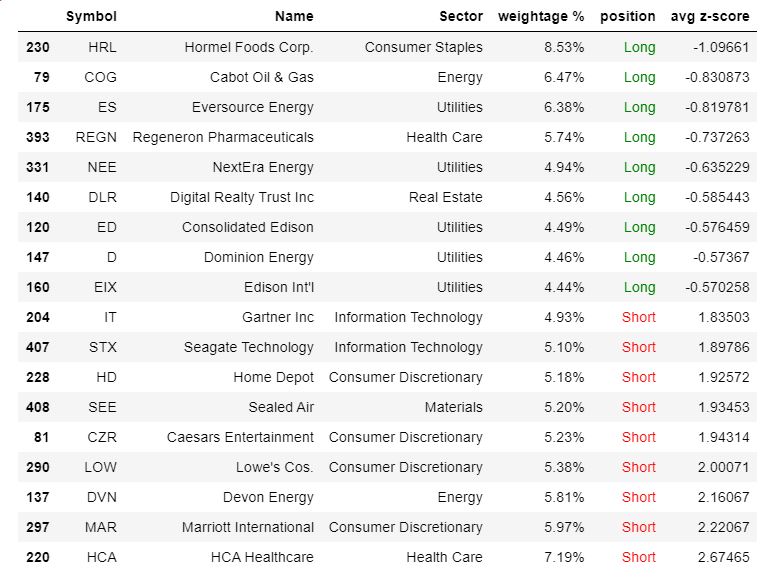 Symbol Name Sector weightage % position avg z-score
230 HRL Hormel Foods Corp. Consumer Staples 8.53% Long -1.09661
79 COG Cabot Oil & Gas Energy 6.47% Long -0.830873
175 ES Eversource Energy Utilities 6.38% Long -0.819781
393 REGN Regeneron Pharmaceuticals Health Care 5.74% Long -0.737263
331 NEE NextEra Energy Utilities 4.94% Long -0.635229
140 DLR Digital Realty Trust Inc Real Estate 4.56% Long -0.585443
120 ED Consolidated Edison Utilities 4.49% Long -0.576459
147 D Dominion Energy Utilities 4.46% Long -0.57367
160 EIX Edison Int'l Utilities 4.44% Long -0.570258
204 IT Gartner Inc Information Technology 4.93% Short 1.83503
407 STX Seagate Technology Information Technology 5.10% Short 1.89786
228 HD Home Depot Consumer Discretionary 5.18% Short 1.92572
408 SEE Sealed Air Materials 5.20% Short 1.93453
81 CZR Caesars Entertainment Consumer Discretionary 5.23% Short 1.94314
290 LOW Lowe's Cos. Consumer Discretionary 5.38% Short 2.00071
137 DVN Devon Energy Energy 5.81% Short 2.16067
297 MAR Marriott International Consumer Discretionary 5.97% Short 2.22067
220 HCA HCA Healthcare Health Care 7.19% Short 2.67465